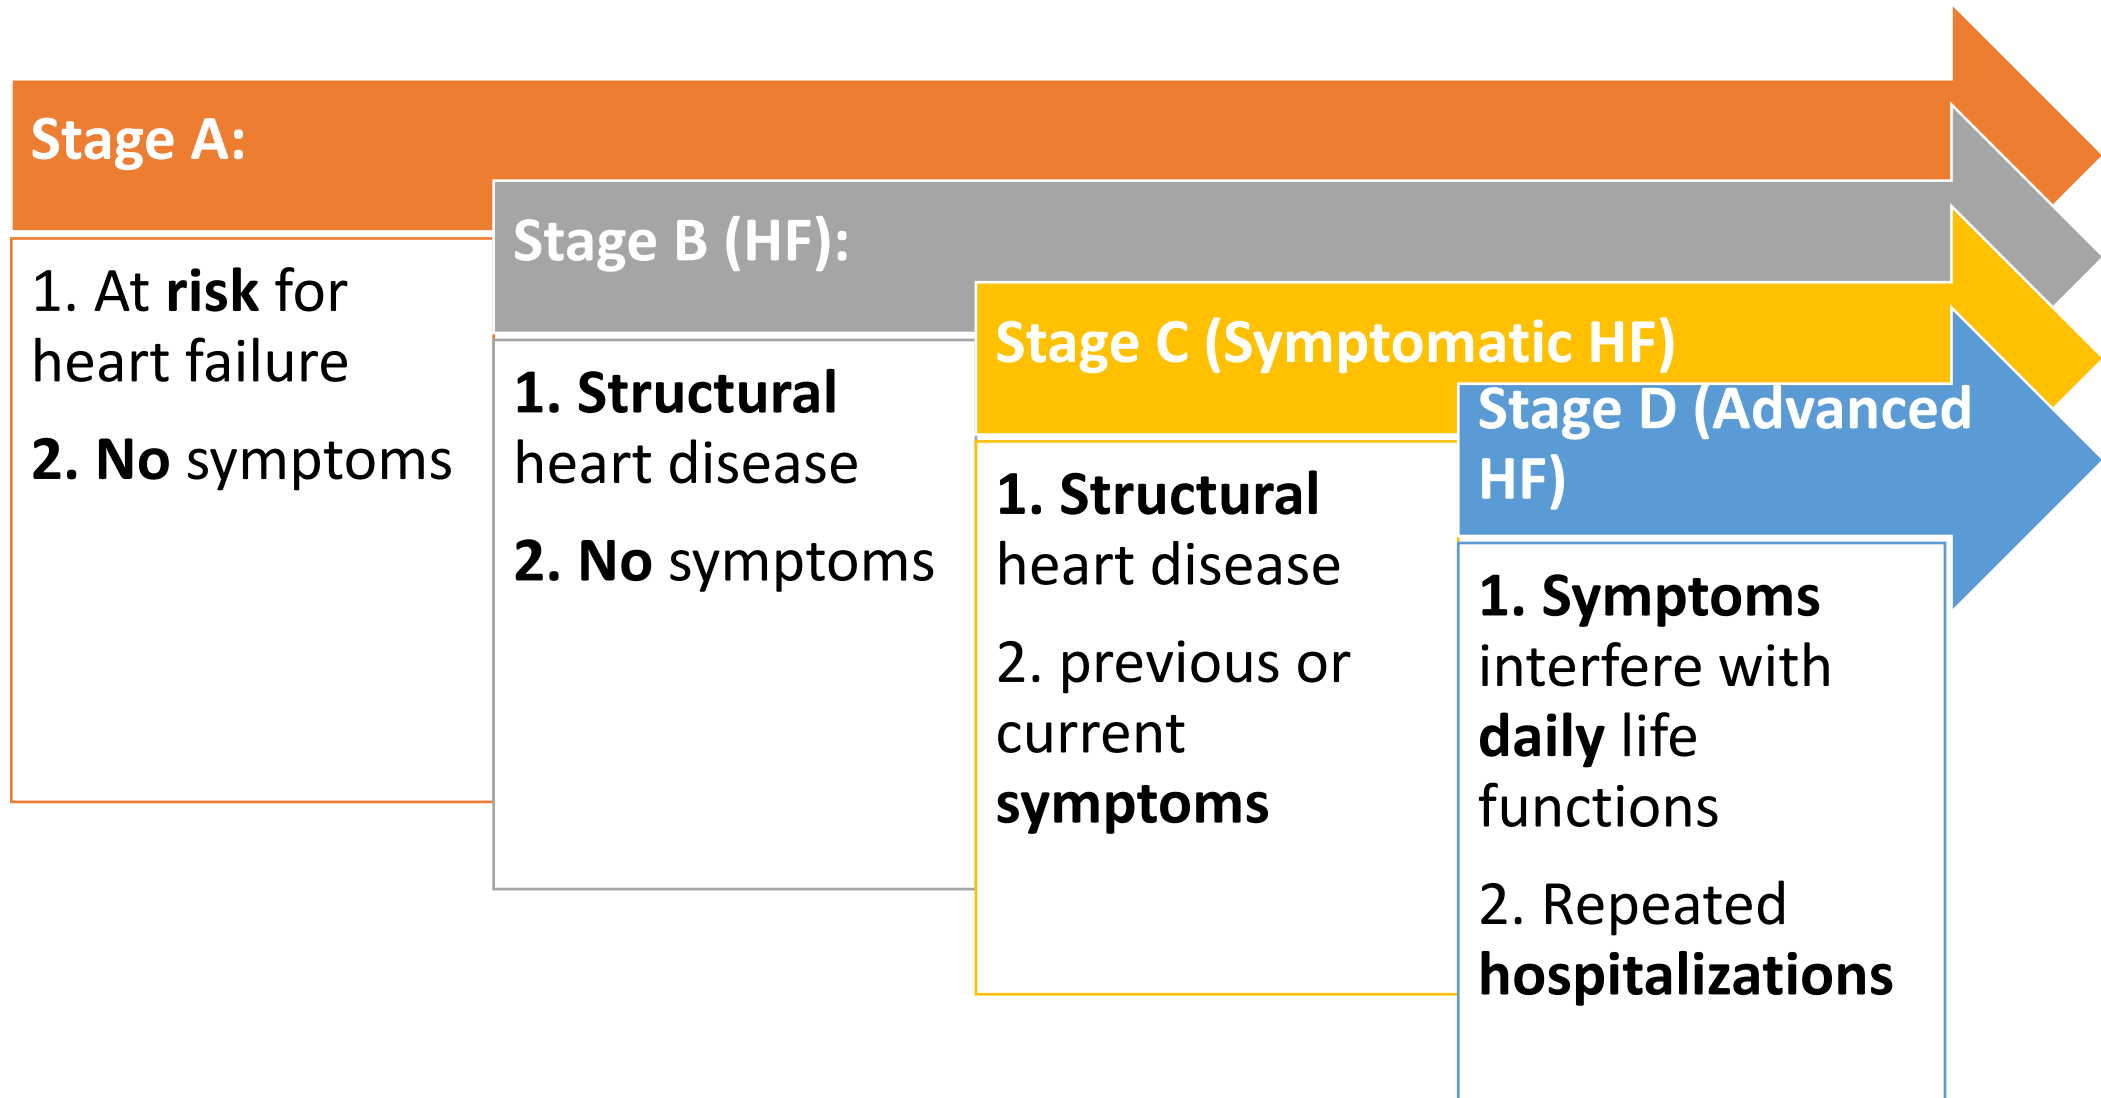 Stage A:
1. At risk for
heart failure
2. No symptoms
Stage B (HF):
1. Structural
heart disease
2. No symptoms
Stage C (Symptomatic HF)
1. Structural
heart disease
2. previous or
current
symptoms
Stage D (Advanced
HF)
1. Symptoms
interfere with
daily life
functions
2. Repeated
hospitalizations